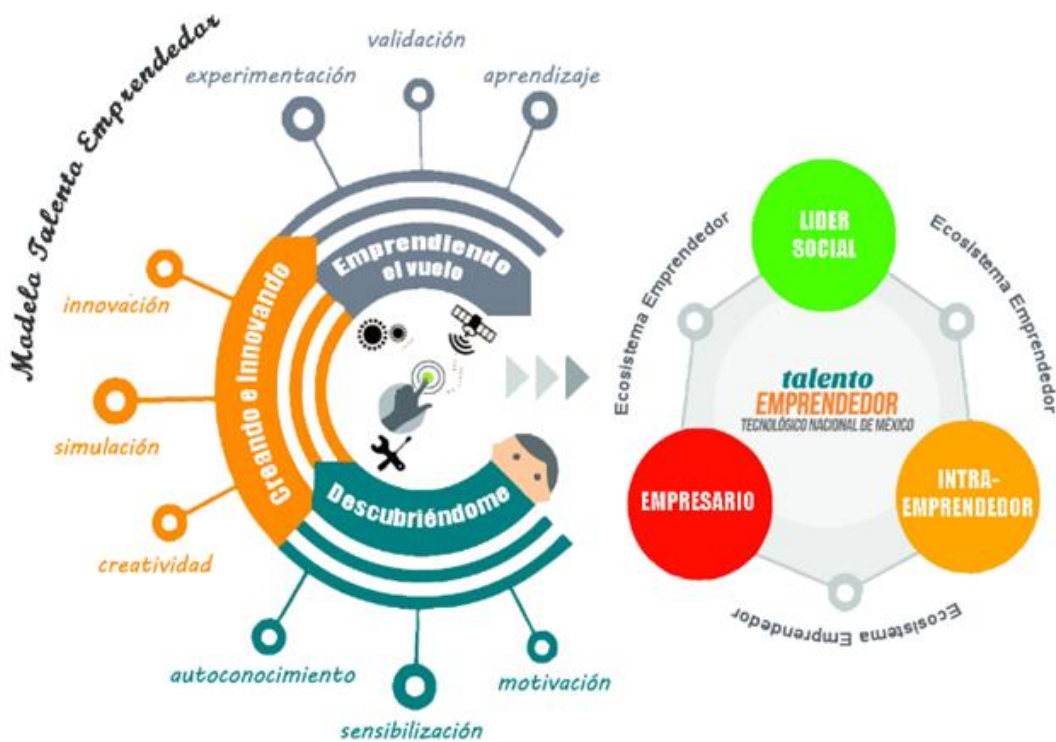 Modelo Talento Emprendedor
experimentación
validación
aprendizaje
Emprendiendo
el vuelo
innovación
simulación
creatividad
Creando e Innovando
Descubriéndome
autoconocimiento
sensibilización
motivación
LIDER
SOCIAL
Ecosistema Emprendedor
Ecosistema Emprendedor
talento
EMPRENDEDOR
TECNOLÓGICO NACIONAL DE MÉXICO
EMPRESARIO
INTRA-
EMPRENDEDOR
Ecosistema Emprendedor